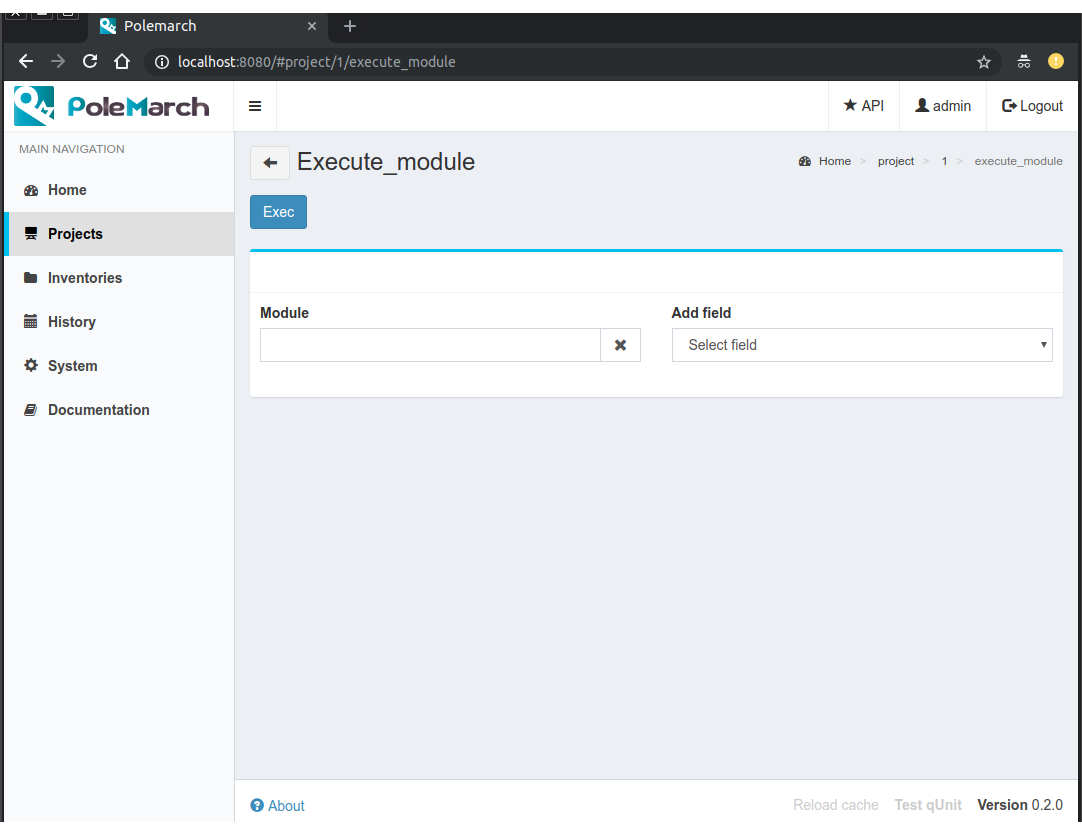 Polemarch
localhost:8080/#project/1/execute_module
PoleMarch
API
admin
Logout
MAIN NAVIGATION
Home
Projects
Inventories
History
System
Documentation
Execute_module
Home > project > 1 > execute_module
Exec
Module
Add field
Select field
About
Reload cache
Test qUnit
Version 0.2.0